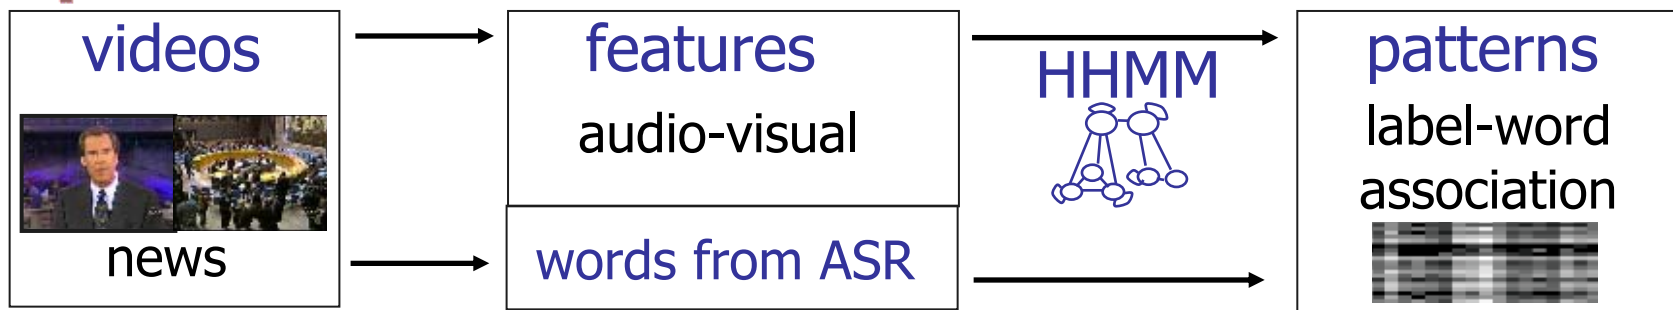 videos
news
features
audio-visual
words from ASR
HHMM
patterns
label-word
association